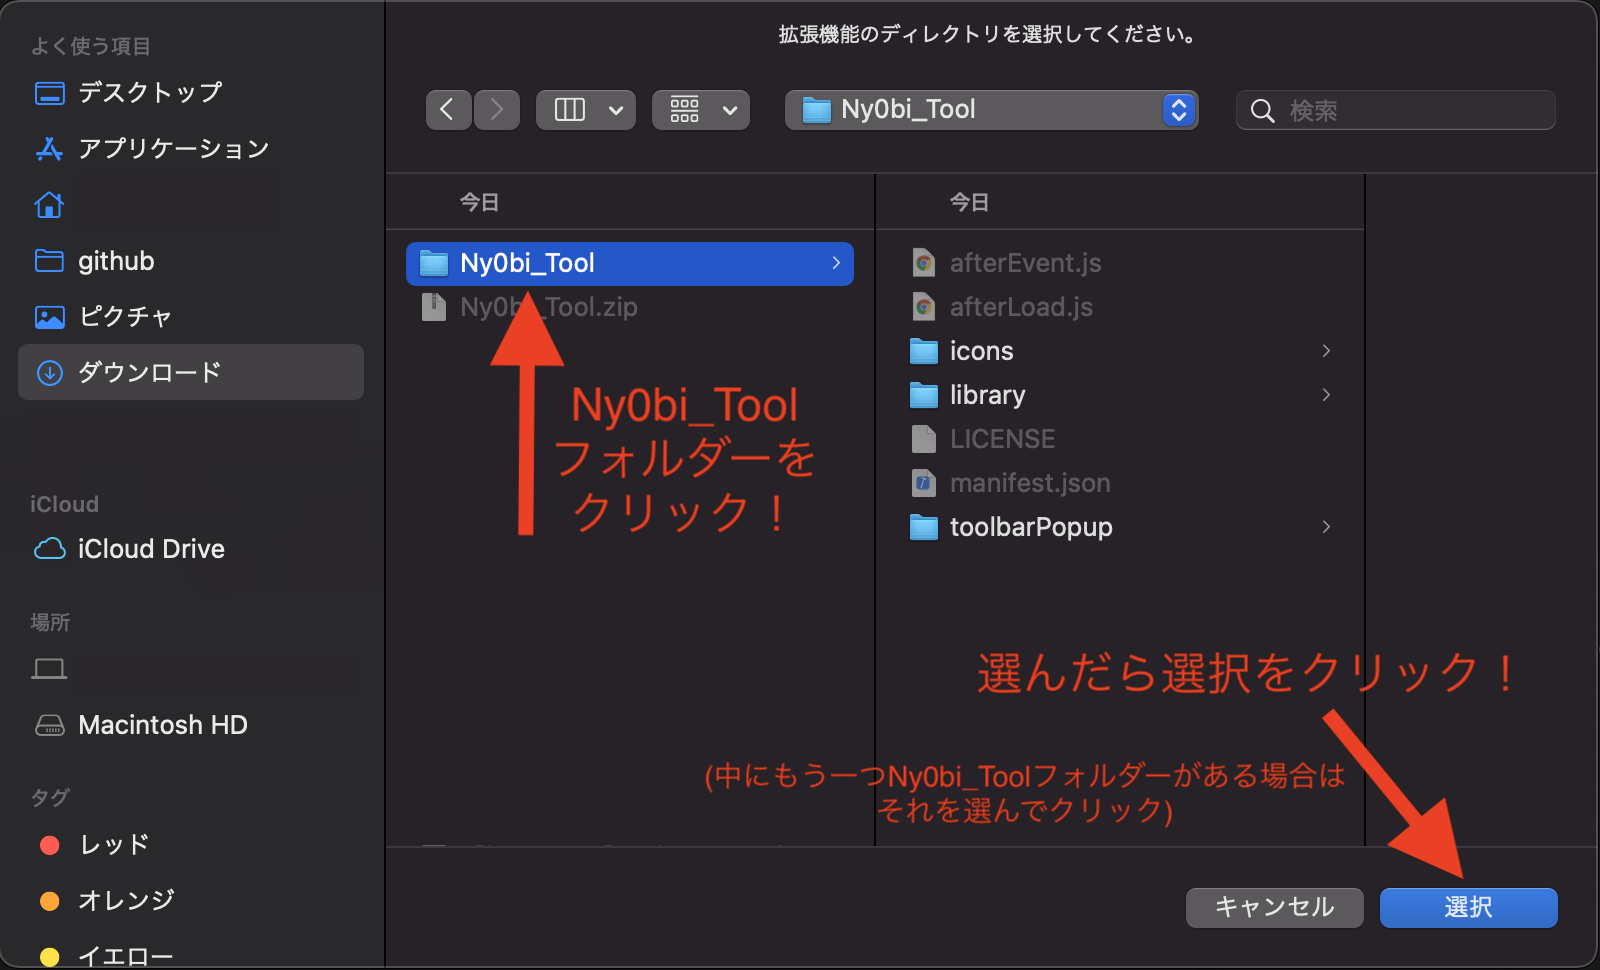 よく使う項目
デスクトップ
アプリケーション
github
ピクチャ
ダウンロード
iCloud
iCloud Drive
場所
Macintosh HD
タグ
レッド
オレンジ
イエロー
拡張機能のディレクトリを選択してください。
Ny0bi_Tool
検索
今日
Ny0bi_Tool
Ny0bi_Tool.zip
今日
afterEvent.js
afterLoad.js
icons
library
LICENSE
manifest.json
toolbarPopup
Ny0bi_Tool
フォルダーを
クリック！
選んだら選択をクリック！
(中にもう一つNy0bi_Toolフォルダーがある場合は
それを選んでクリック)
キャンセル
選択